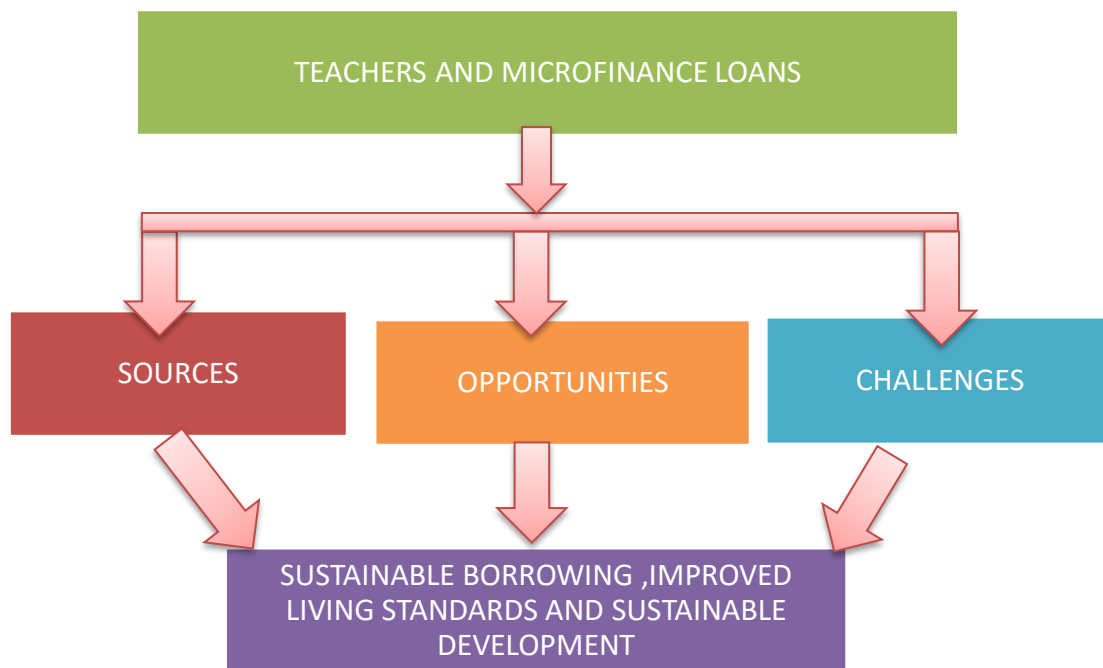 TEACHERS AND MICROFINANCE LOANS
SOURCES
OPPORTUNITIES
CHALLENGES
SUSTAINABLE BORROWING ,IMPROVED
LIVING STANDARDS AND SUSTAINABLE
DEVELOPMENT